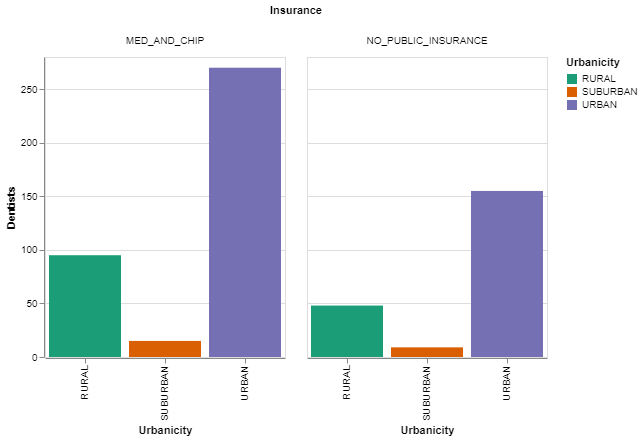 Insurance
MED_AND_CHIP
NO_PUBLIC_INSURANCE
Urbanicity
RURAL
SUBURBAN
URBAN
Dentists
250
200
150
100
50
0
RURAL
SUBURBAN
URBAN
RURAL
SUBURBAN
URBAN
Urbanicity
Urbanicity